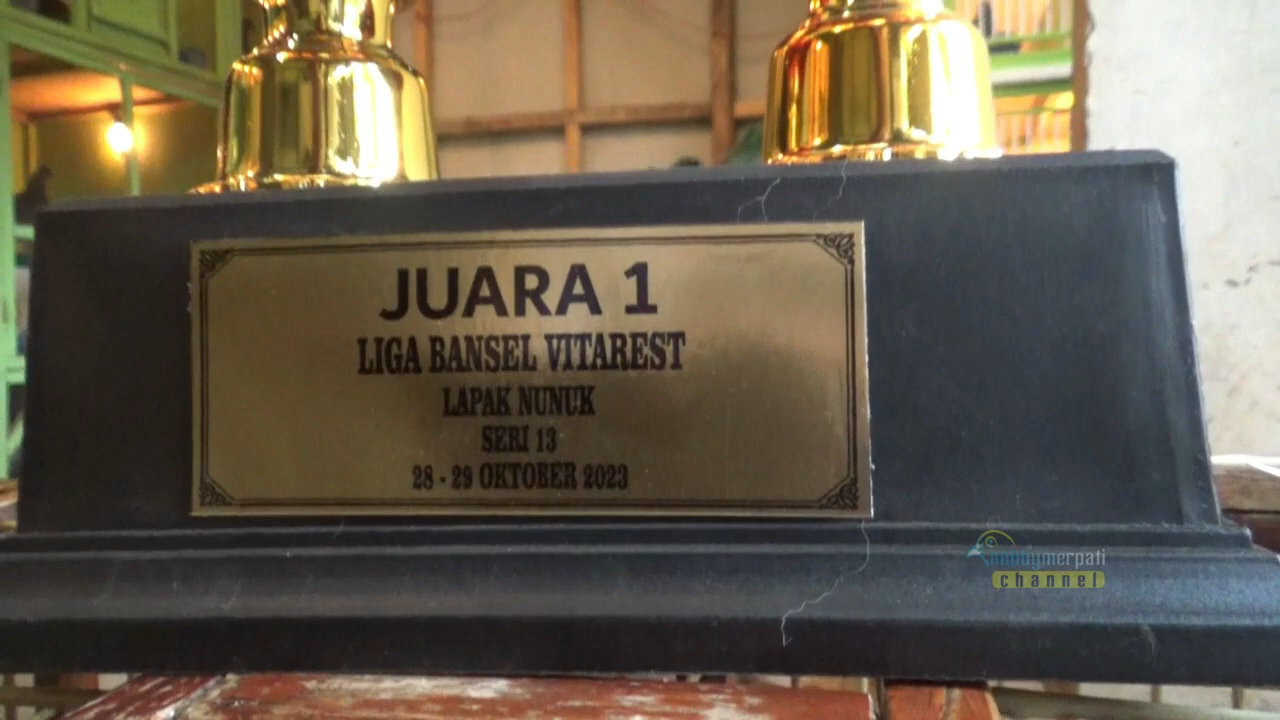 JUARA 1
LIGA BANSEL VITAREST
LAPAK NUNUK
SERI 13
28 - 29 OKTOBER 2023
channel